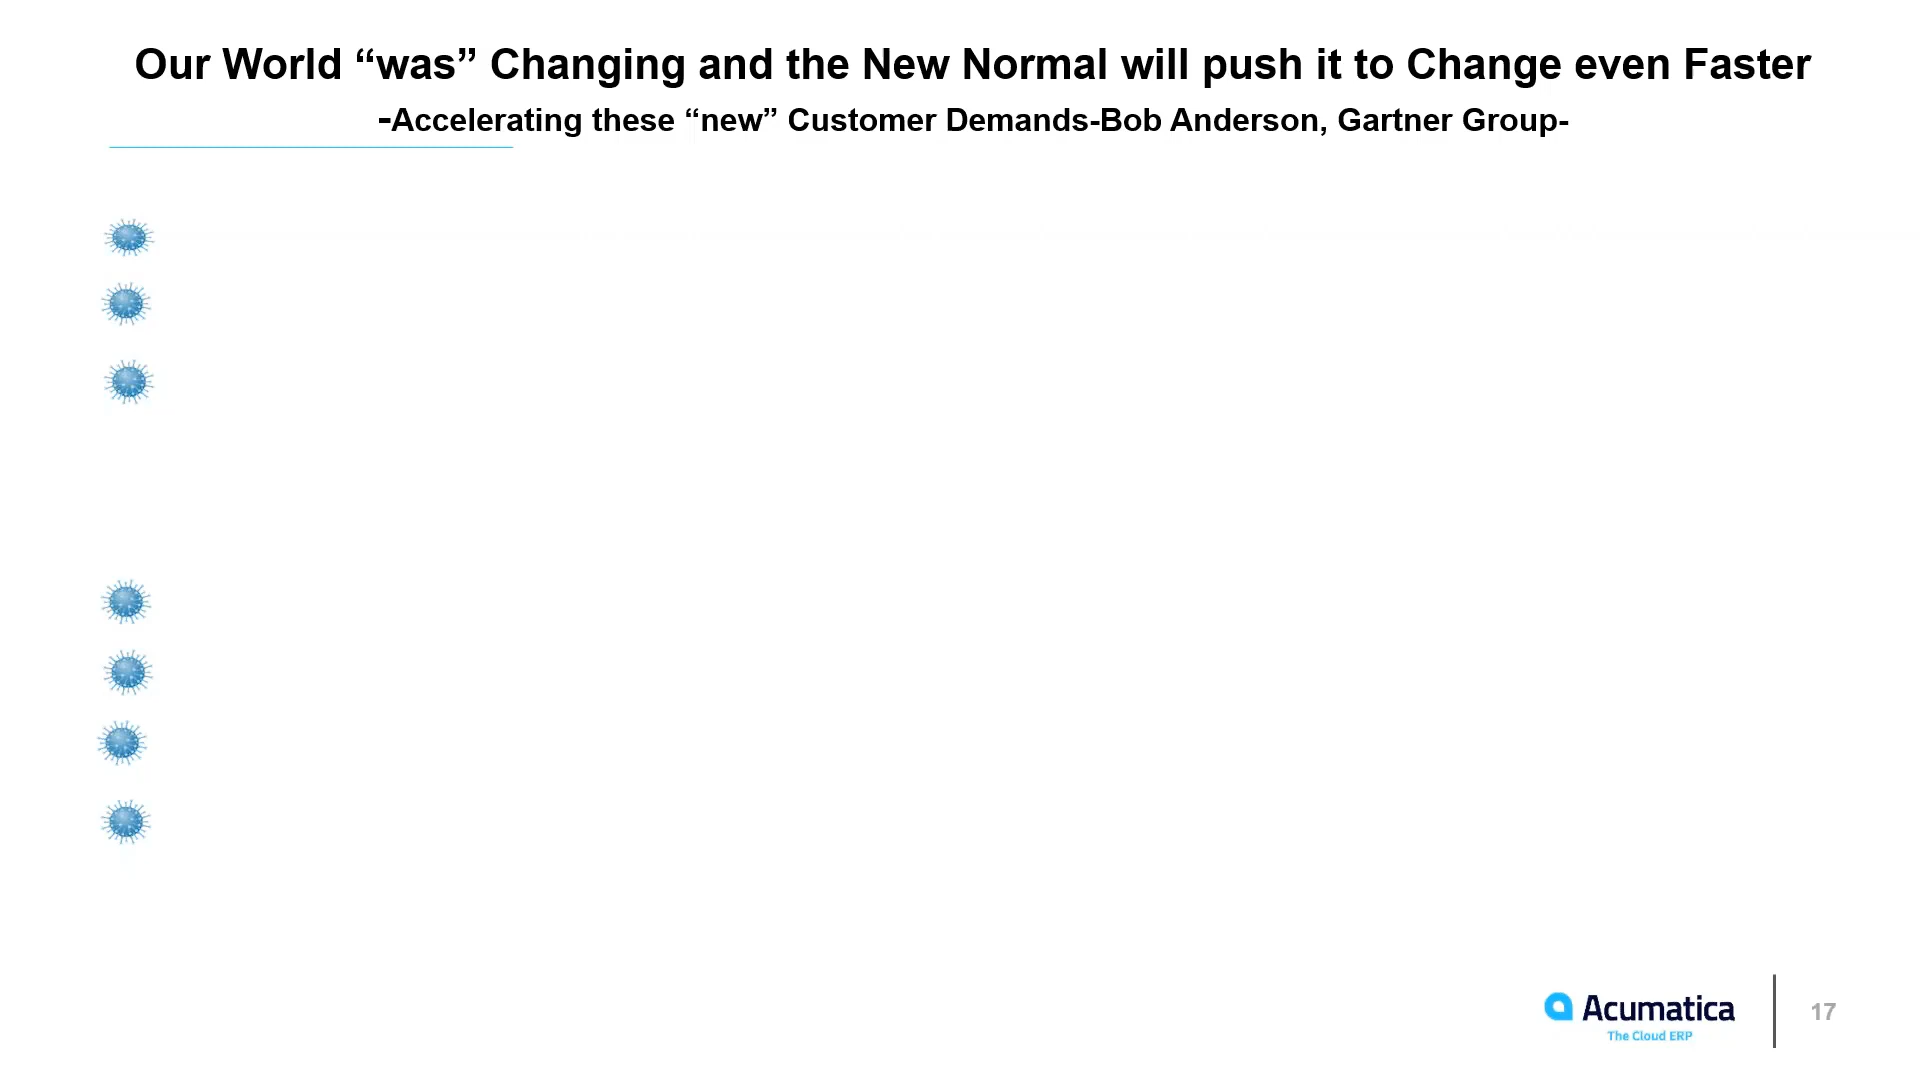 Our World “was” Changing and the New Normal will push it to Change even Faster
-Accelerating these “new” Customer Demands-Bob Anderson, Gartner Group-
Acumatica
The Cloud ERP
17